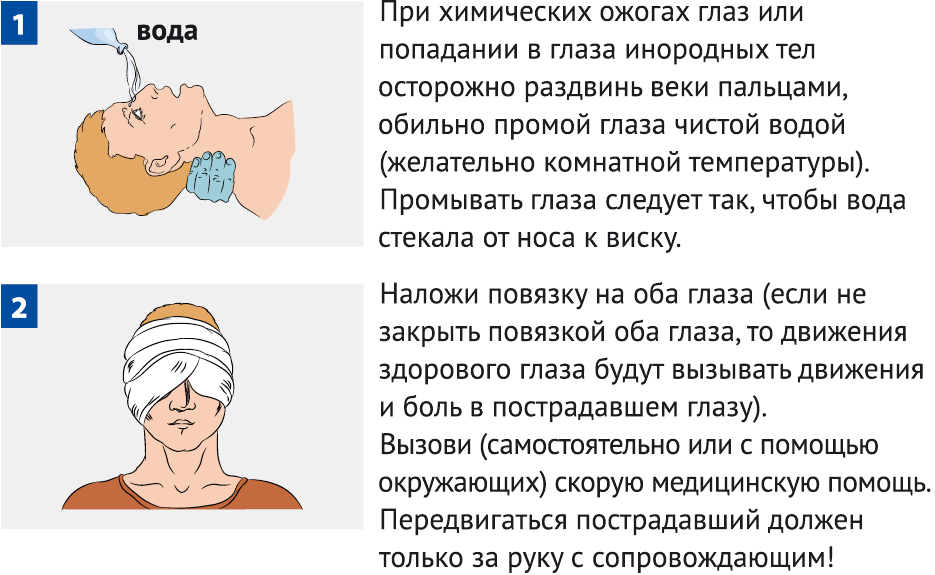 1
вода
При химических ожогах глаз или
попадании в глаза инородных тел
осторожно раздвинь веки пальцами,
обильно промой глаза чистой водой
(желательно комнатной температуры).
Промывать глаза следует так, чтобы вода
стекала от носа к виску.
2
Наложи повязку на оба глаза (если не
закрыть повязкой оба глаза, то движения
здорового глаза будут вызывать движения
и боль в пострадавшем глазу).
Вызови (самостоятельно или с помощью
окружающих) скорую медицинскую помощь.
Передвигаться пострадавший должен
только за руку с сопровождающим!